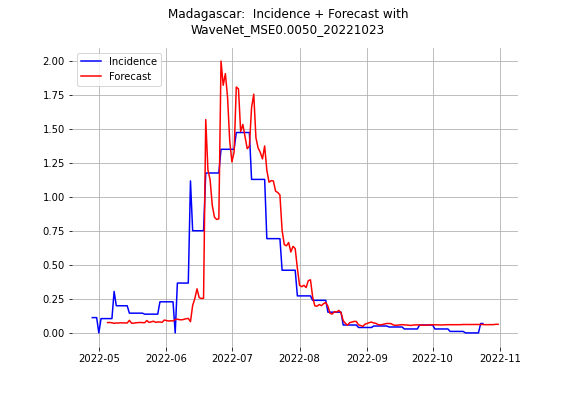 Madagascar:  Incidence + Forecast with
WaveNet_MSE0.0050_20221023
Incidence
Forecast
2.00
1.75
1.50
1.25
1.00
0.75
0.50
0.25
0.00
2022-05 2022-06 2022-07 2022-08 2022-09 2022-10 2022-11